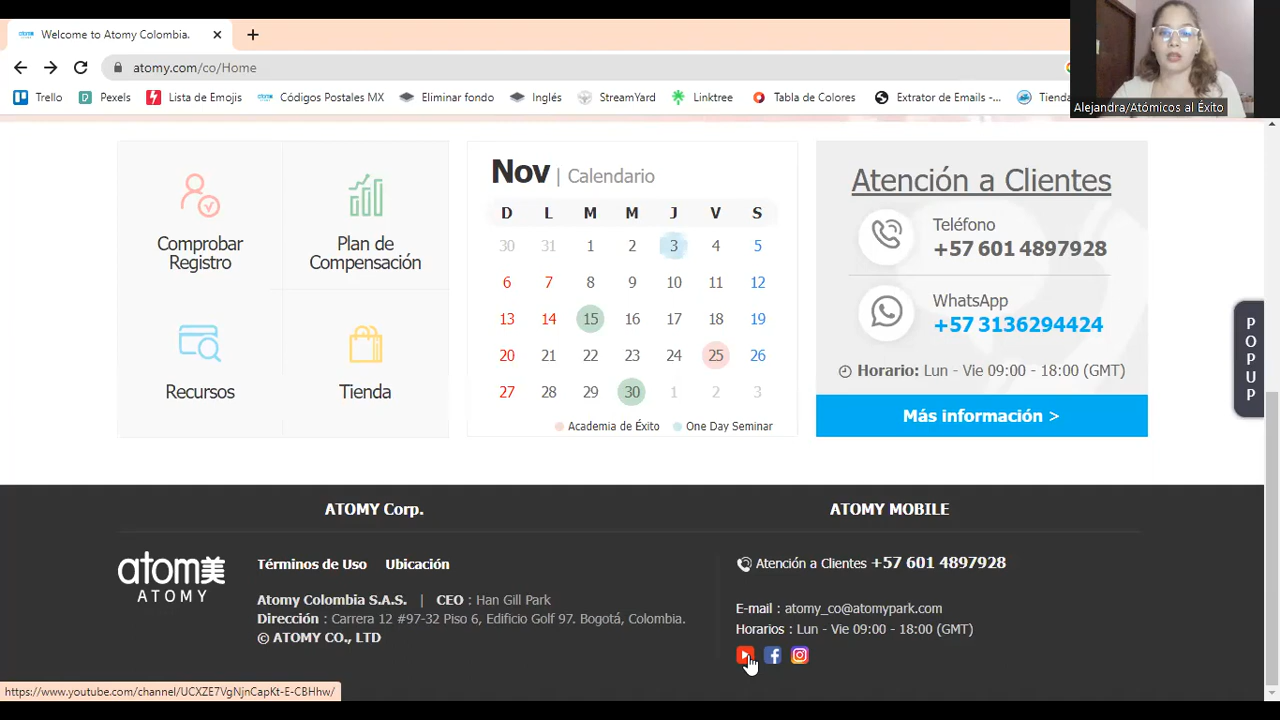 Welcome to Atomy Colombia.
atomy.com/co/Home
Trello
Pexels
Lista de Emojis
Códigos Postales MX
Eliminar fondo
Inglés
StreamYard
Linktree
Tabla de Colores
Extrator de Emails -...
Tienda
Alejandra/Atómicos al Éxito
Comprobar
Registro
Plan de
Compensación
Recursos
Tienda
Nov | Calendario
D L M M J V S
30 31 1 2 3 4 5
6 7 8 9 10 11 12
13 14 15 16 17 18 19
20 21 22 23 24 25 26
27 28 29 30 1 2 3
Academia de Éxito One Day Seminar
Atención a Clientes
Teléfono
+57 601 4897928
WhatsApp
+57 3136294424
Horario: Lun - Vie 09:00 - 18:00 (GMT)
Más información >
POPUP
ATOMY Corp.
atom美
ATOMY
Términos de Uso Ubicación
Atomy Colombia S.A.S. | CEO : Han Gill Park
Dirección : Carrera 12 #97-32 Piso 6, Edificio Golf 97. Bogotá, Colombia.
© ATOMY CO., LTD
ATOMY MOBILE
Atención a Clientes +57 601 4897928
E-mail : atomy_co@atomypark.com
Horarios : Lun - Vie 09:00 - 18:00 (GMT)
https://www.youtube.com/channel/UCXZE7VgNjnCapKt-E-CBHhw/